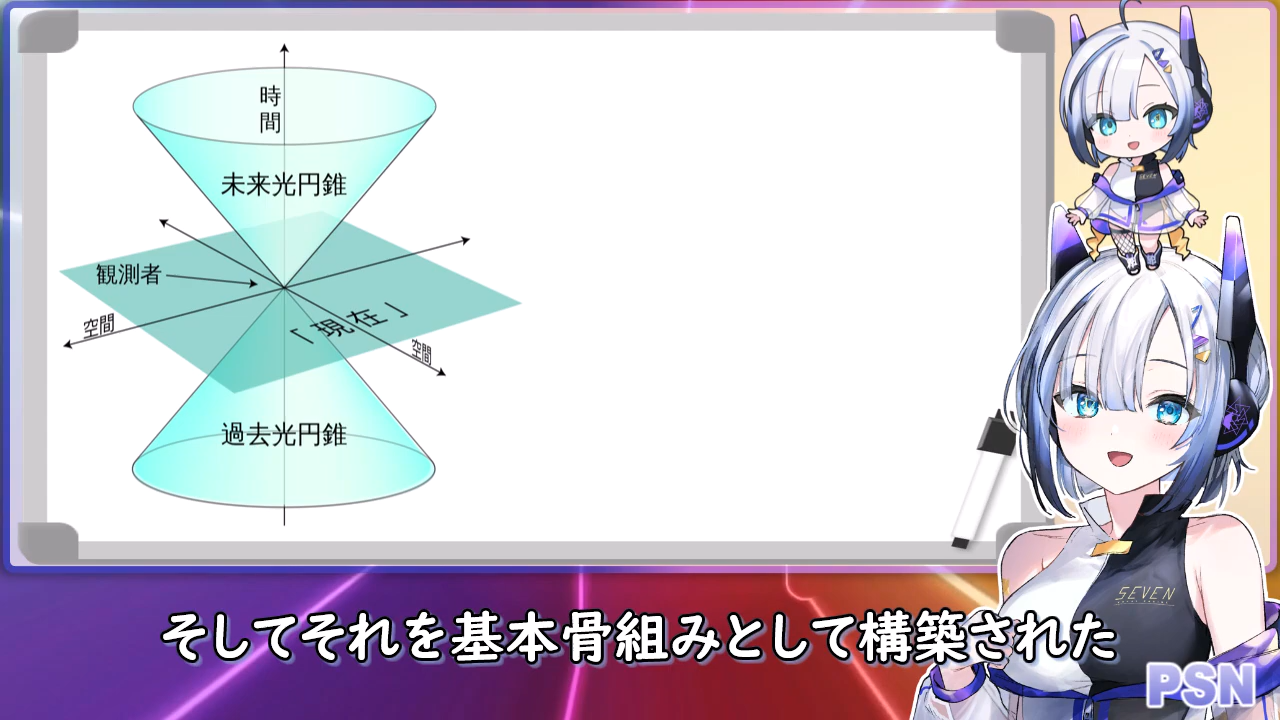 時間
未来光円錐
観測者
空間
「現在」
空間
過去光円錐
SEVEN
そしてそれを基本骨組みとして構築された
PSN